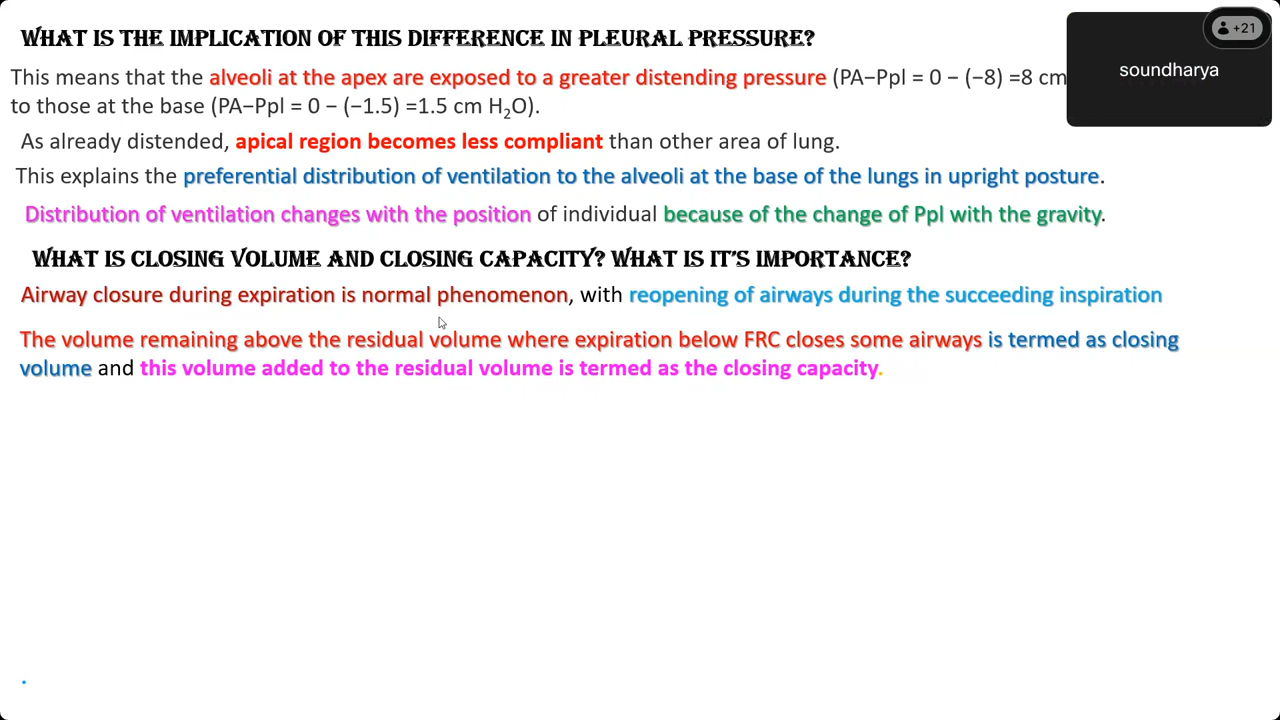 WHAT IS THE IMPLICATION OF THIS DIFFERENCE IN PLEURAL PRESSURE?
+21
soundharya
This means that the alveoli at the apex are exposed to a greater distending pressure (PA−Ppl = 0 − (−8) =8 cm
to those at the base (PA−Ppl = 0 − (−1.5) =1.5 cm H₂O).
As already distended, apical region becomes less compliant than other area of lung.
This explains the preferential distribution of ventilation to the alveoli at the base of the lungs in upright posture.
Distribution of ventilation changes with the position of individual because of the change of Ppl with the gravity.
WHAT IS CLOSING VOLUME AND CLOSING CAPACITY? WHAT IS IT'S IMPORTANCE?
Airway closure during expiration is normal phenomenon, with reopening of airways during the succeeding inspiration
The volume remaining above the residual volume where expiration below FRC closes some airways is termed as closing
volume and this volume added to the residual volume is termed as the closing capacity.
.